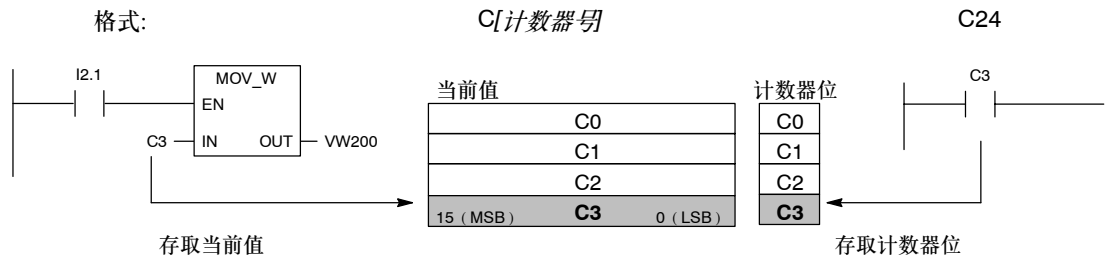 格式: C[计数器号] C24
I2.1
MOV_W
EN
C3 IN OUT VW200
当前值
C0
C1
C2
15（MSB） C3 0（LSB）
计数器位
C0
C1
C2
C3
C3
存取当前值
存取计数器位